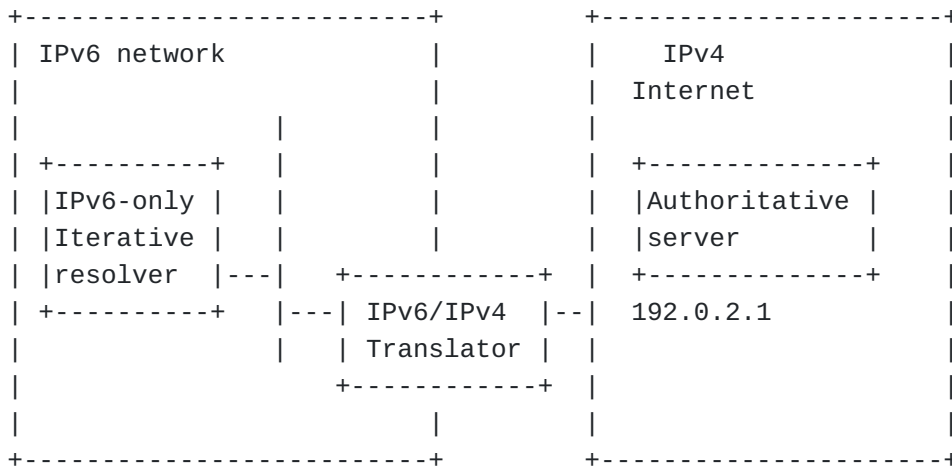 IPv6 network
IPv4
Internet
IPv6-only
Iterative
resolver
Authoritative
server
192.0.2.1
IPv6/IPv4
Translator